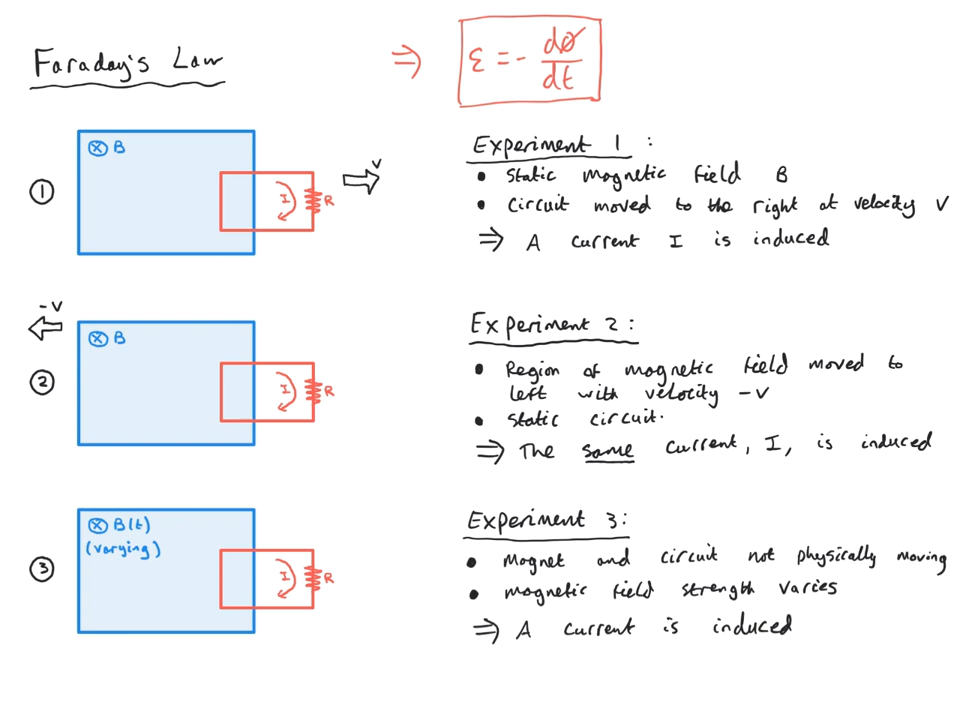 Faraday's Law
⇒ ε = - dø/dt
① ⊗ B
I
R
v
Experiment 1 :
• Static magnetic field B
• Circuit moved to the right at velocity V
⇒ A current I is induced
-V
② ⊗ B
I
R
Experiment 2 :
• Region of magnetic field moved to
left with velocity -V
• Static circuit.
⇒ The same current, I, is induced
③ ⊗ B(t)
(varying)
I
R
Experiment 3 :
• Magnet and circuit not physically moving
• magnetic field strength varies
⇒ A current is induced